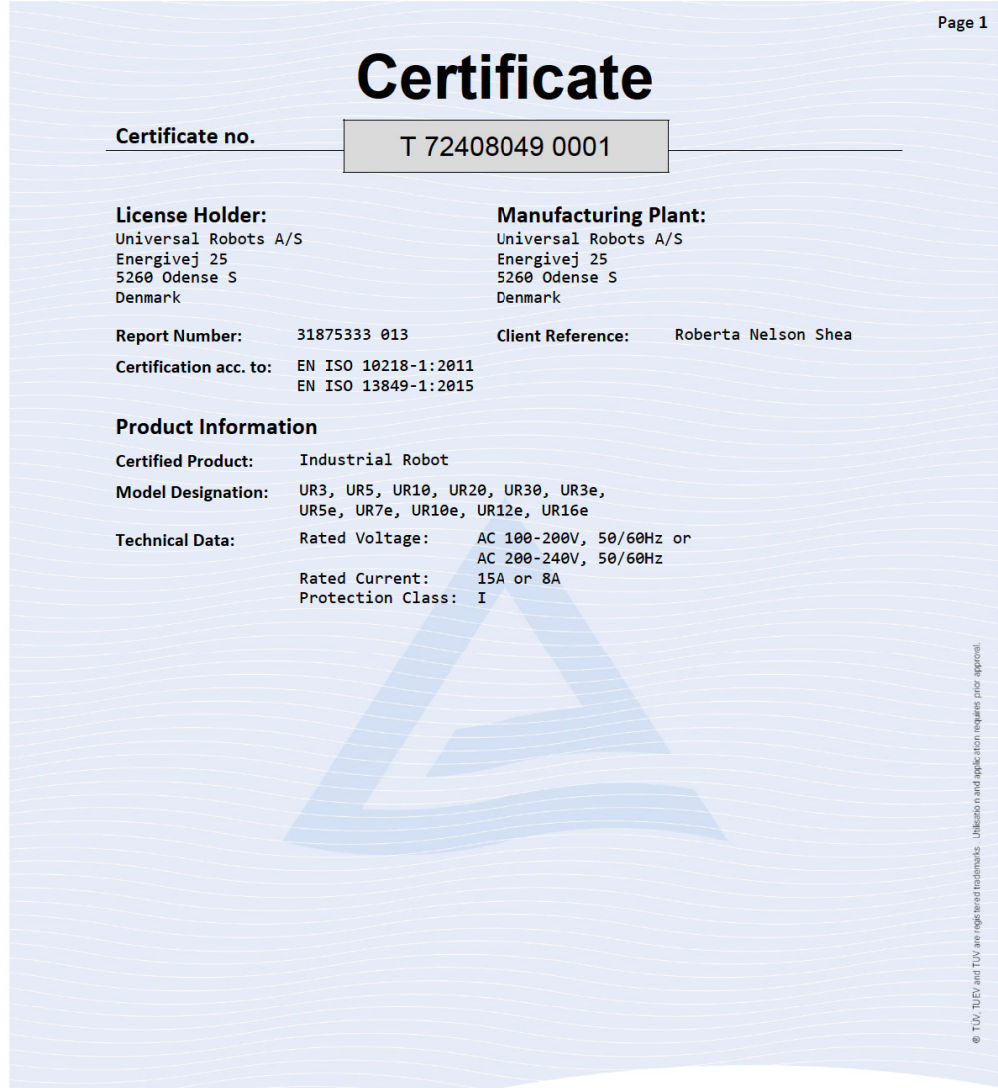 Page 1
Certificate
Certificate no.
T 72408049 0001
License Holder:
Universal Robots A/S
Energivej 25
5260 Odense S
Denmark
Manufacturing Plant:
Universal Robots A/S
Energivej 25
5260 Odense S
Denmark
Report Number: 31875333 013
Client Reference: Roberta Nelson Shea
Certification acc. to: EN ISO 10218-1:2011
EN ISO 13849-1:2015
Product Information
Certified Product: Industrial Robot
Model Designation: UR3, UR5, UR10, UR20, UR30, UR3e,
UR5e, UR7e, UR10e, UR12e, UR16e
Technical Data: Rated Voltage: AC 100-200V, 50/60Hz or
AC 200-240V, 50/60Hz
Rated Current: 15A or 8A
Protection Class: I
® TÜV, TUEV and TUV are registered trademarks. Utilisation and application requires prior approval.